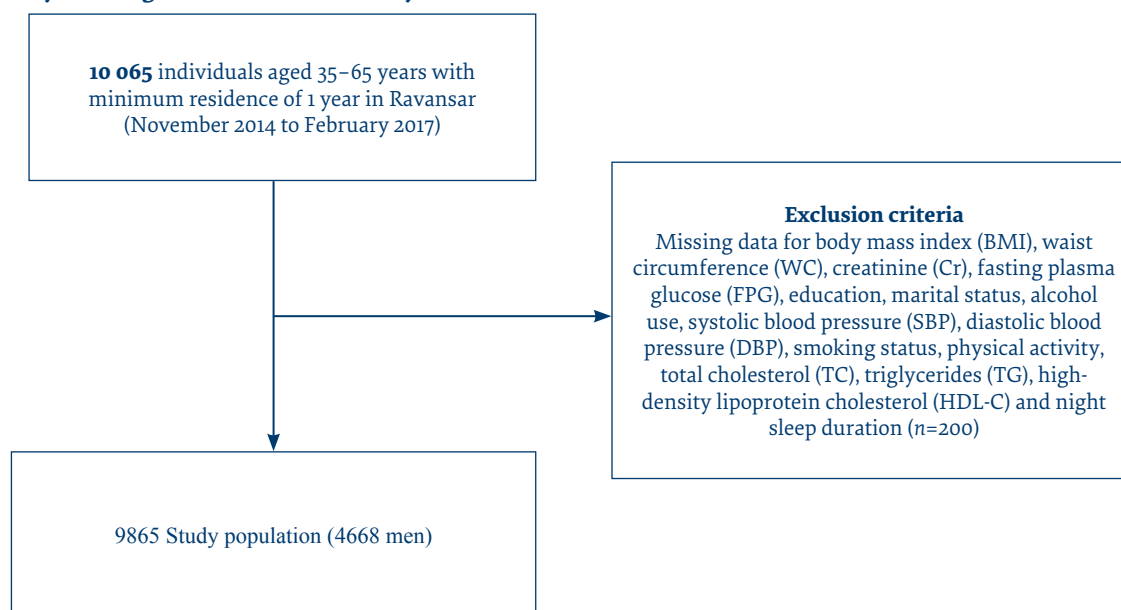 10 065 individuals aged 35–65 years with
minimum residence of 1 year in Ravansar
(November 2014 to February 2017)
Exclusion criteria
Missing data for body mass index (BMI), waist
circumference (WC), creatinine (Cr), fasting plasma
glucose (FPG), education, marital status, alcohol
use, systolic blood pressure (SBP), diastolic blood
pressure (DBP), smoking status, physical activity,
total cholesterol (TC), triglycerides (TG), high-
density lipoprotein cholesterol (HDL-C) and night
sleep duration (n=200)
9865 Study population (4668 men)